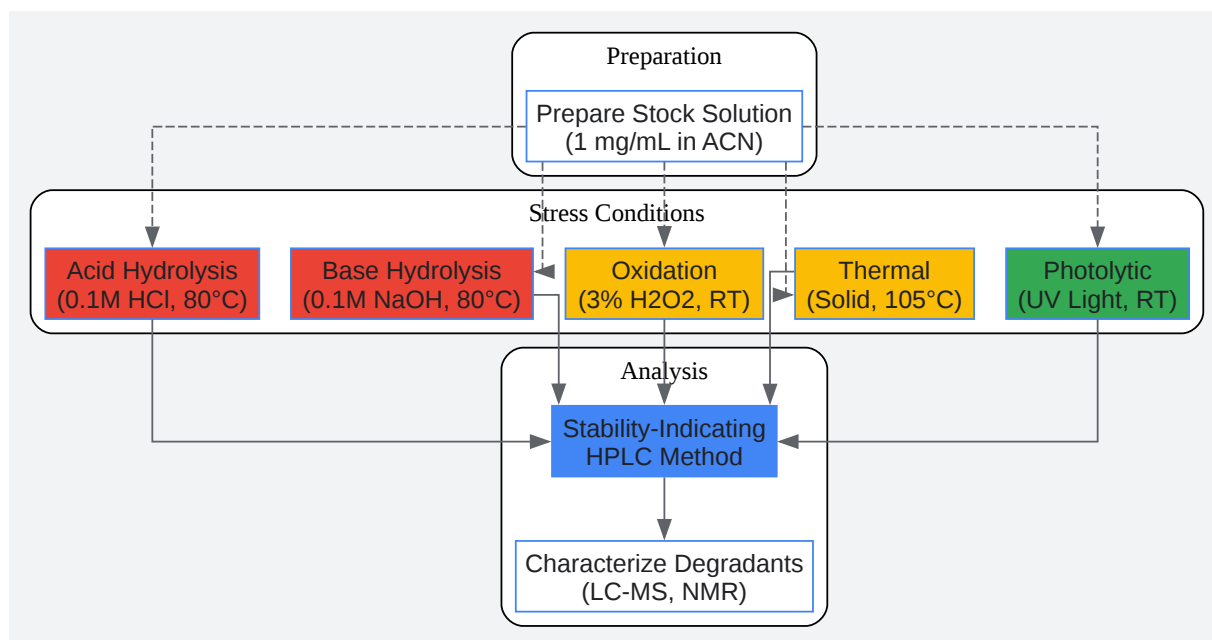 Preparation
Prepare Stock Solution
(1 mg/mL in ACN)
Stress Conditions
Acid Hydrolysis
(0.1M HCl, 80°C)
Base Hydrolysis
(0.1M NaOH, 80°C)
Oxidation
(3% H2O2, RT)
Thermal
(Solid, 105°C)
Photolytic
(UV Light, RT)
Analysis
Stability-Indicating
HPLC Method
Characterize Degradants
(LC-MS, NMR)